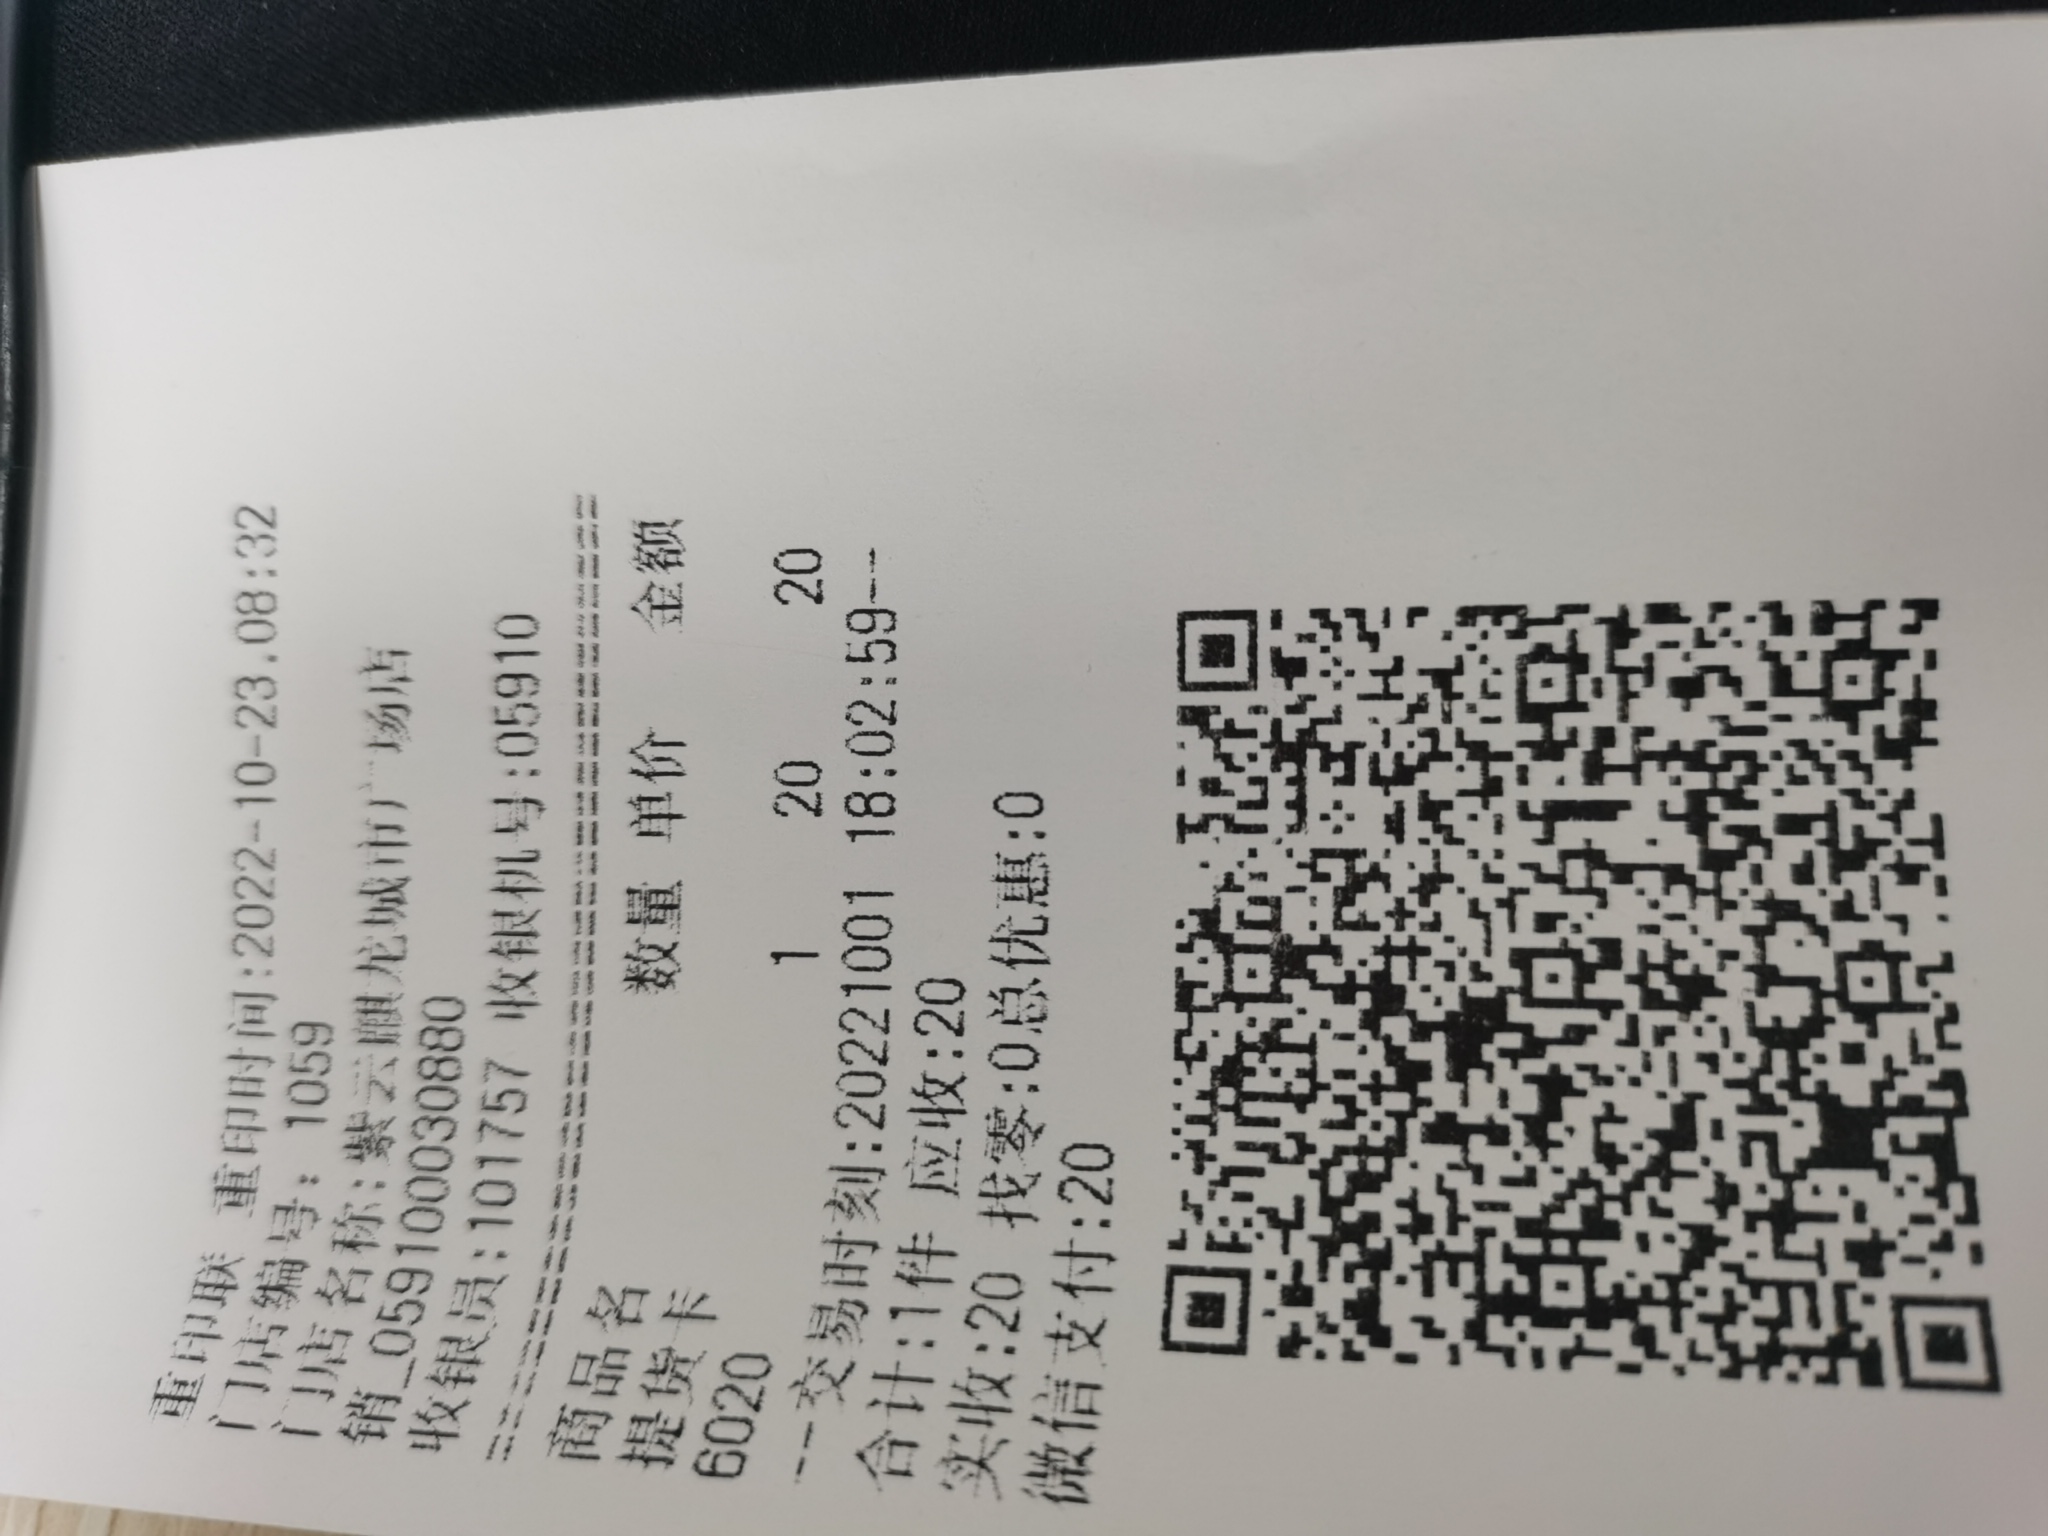 重印联 重印时间:2022-10-23.08:32
门店编号: 1059
门店名称:紫云麒龙城市广场店
销_0591000030880
收银员:101757 收银机号:05910
========================================
商品名 数量 单价 金额
提货卡
6020 1 20 20
--交易时刻:20221001 18:02:59--
合计:1件 应收:20
实收:20 找零:0总优惠:0
微信支付:20